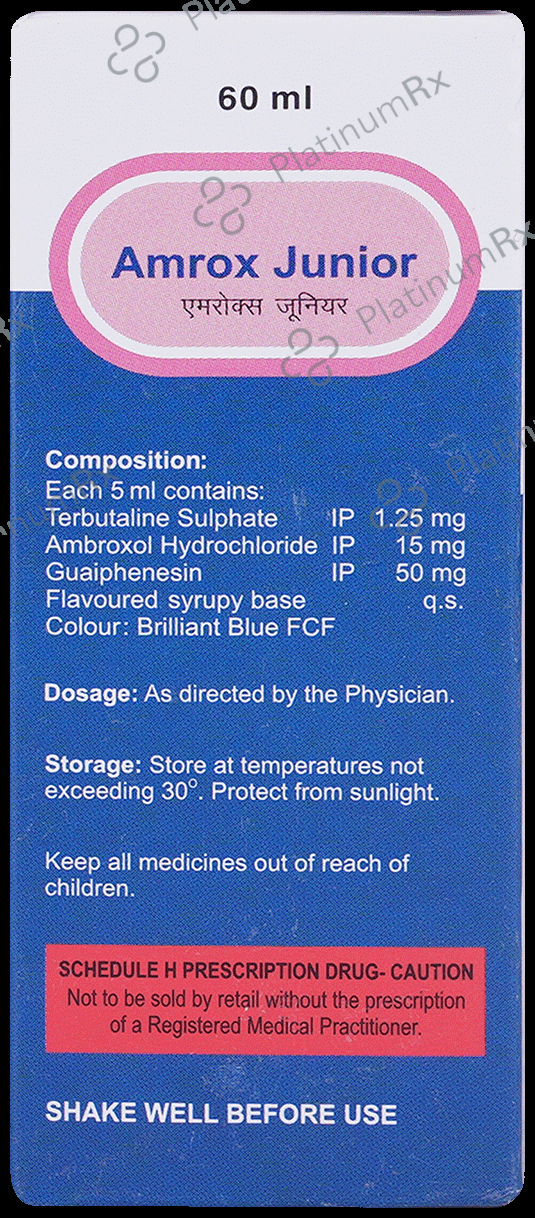 60 ml
Amrox Junior
एमरोक्स जूनियर
Composition:
Each 5 ml contains:
Terbutaline Sulphate IP 1.25 mg
Ambroxol Hydrochloride IP 15 mg
Guaiphenesin IP 50 mg
Flavoured syrupy base q.s.
Colour: Brilliant Blue FCF
Dosage: As directed by the Physician.
Storage: Store at temperatures not
exceeding 30°. Protect from sunlight.
Keep all medicines out of reach of
children.
SCHEDULE H PRESCRIPTION DRUG- CAUTION
Not to be sold by retail without the prescription
of a Registered Medical Practitioner.
SHAKE WELL BEFORE USE
PlatinumRx
PlatinumRx